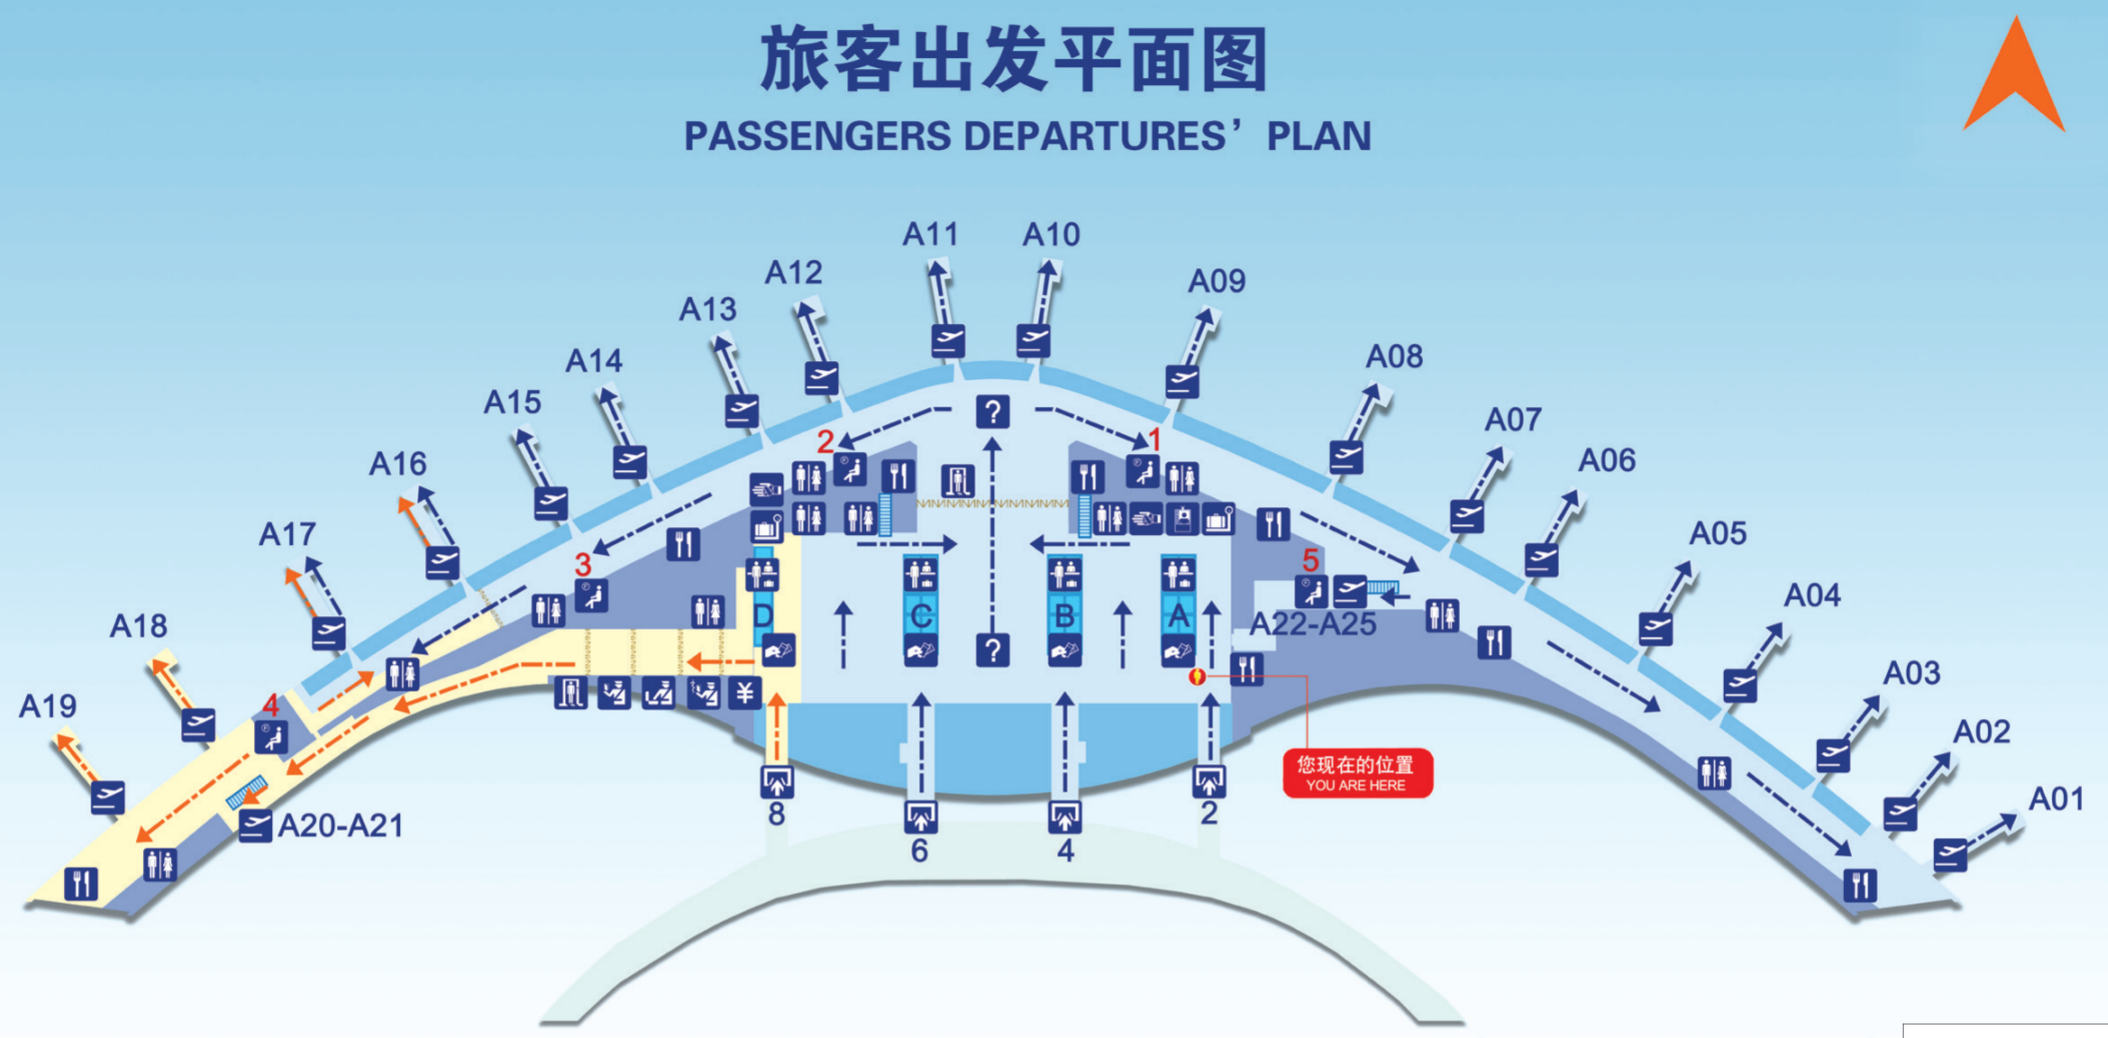 旅客出发平面图
PASSENGERS DEPARTURES’ PLAN
A11
A10
A12
A09
A13
A14
A08
A15
A07
A16
A06
A17
A05
A18
A04
A19
A03
A02
A01
?
2
1
3
5
4
D
C
B
A
A22-A25
?
¥
A20-A21
您现在的位置
YOU ARE HERE
8
6
4
2